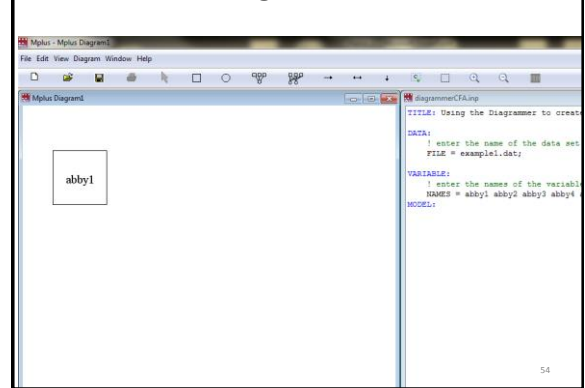 Mplus - Mplus Diagram1
File Edit View Diagram Window Help
Mplus Diagram1
abby1
diagrammerCFA.inp
TITLE: Using the Diagrammer to create
DATA:
! enter the name of the data set
FILE = example1.dat;
VARIABLE:
! enter the names of the variable
NAMES = abby1 abby2 abby3 abby4
MODEL:
54